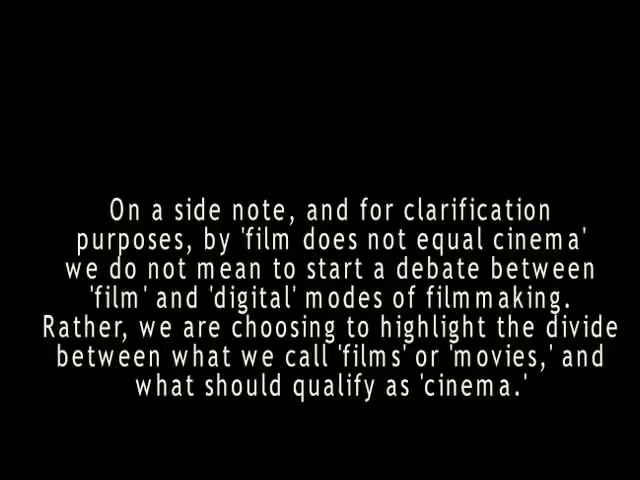 On a side note, and for clarification
purposes, by 'film does not equal cinema'
we do not mean to start a debate between
'film' and 'digital' modes of filmmaking.
Rather, we are choosing to highlight the divide
between what we call 'films' or 'movies,' and
what should qualify as 'cinema.'